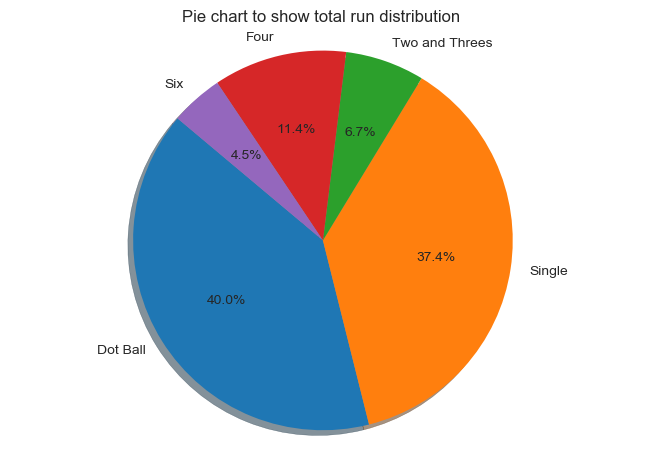 Pie chart to show total run distribution
Four
Two and Threes
Six
11.4%
6.7%
4.5%
37.4%
Single
40.0%
Dot Ball